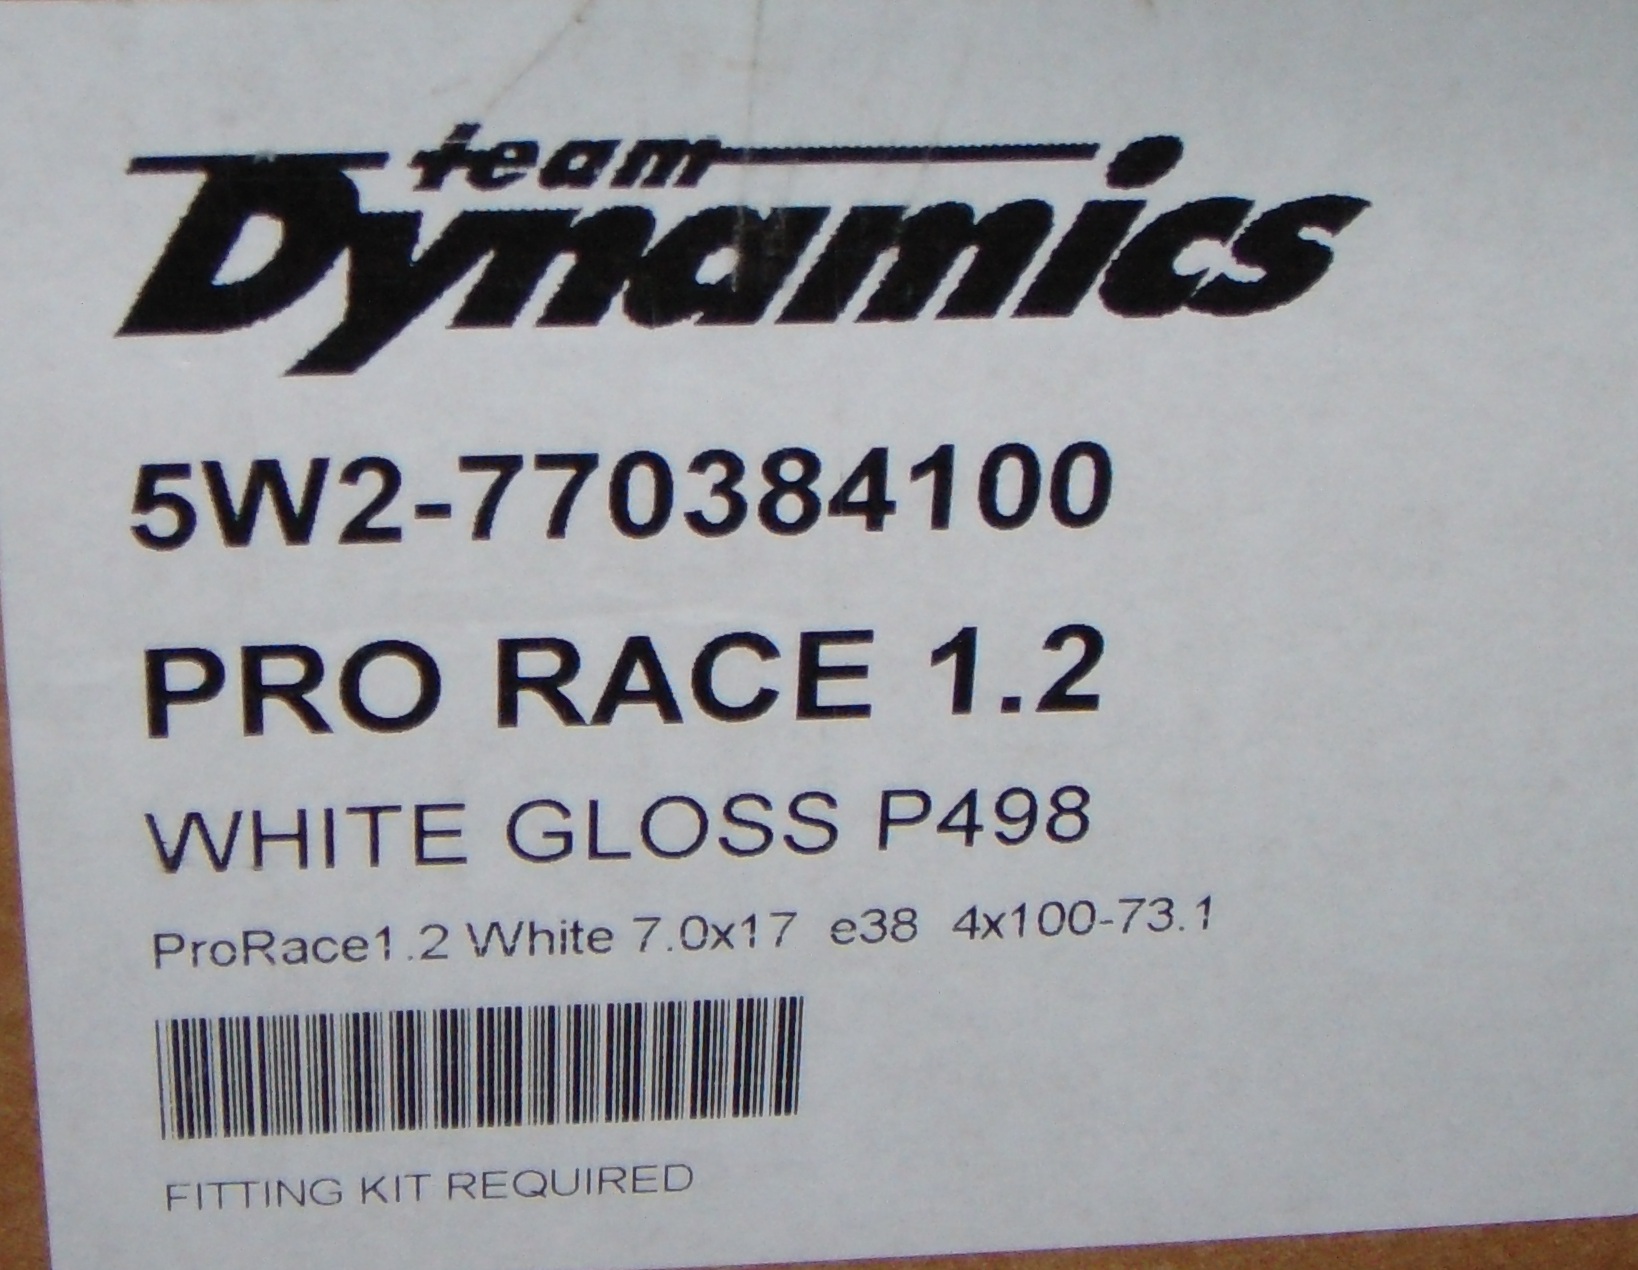 team
Dynamics
5W2-770384100
PRO RACE 1.2
WHITE GLOSS P498
ProRace1.2 White 7.0x17 e38 4x100-73.1
FITTING KIT REQUIRED